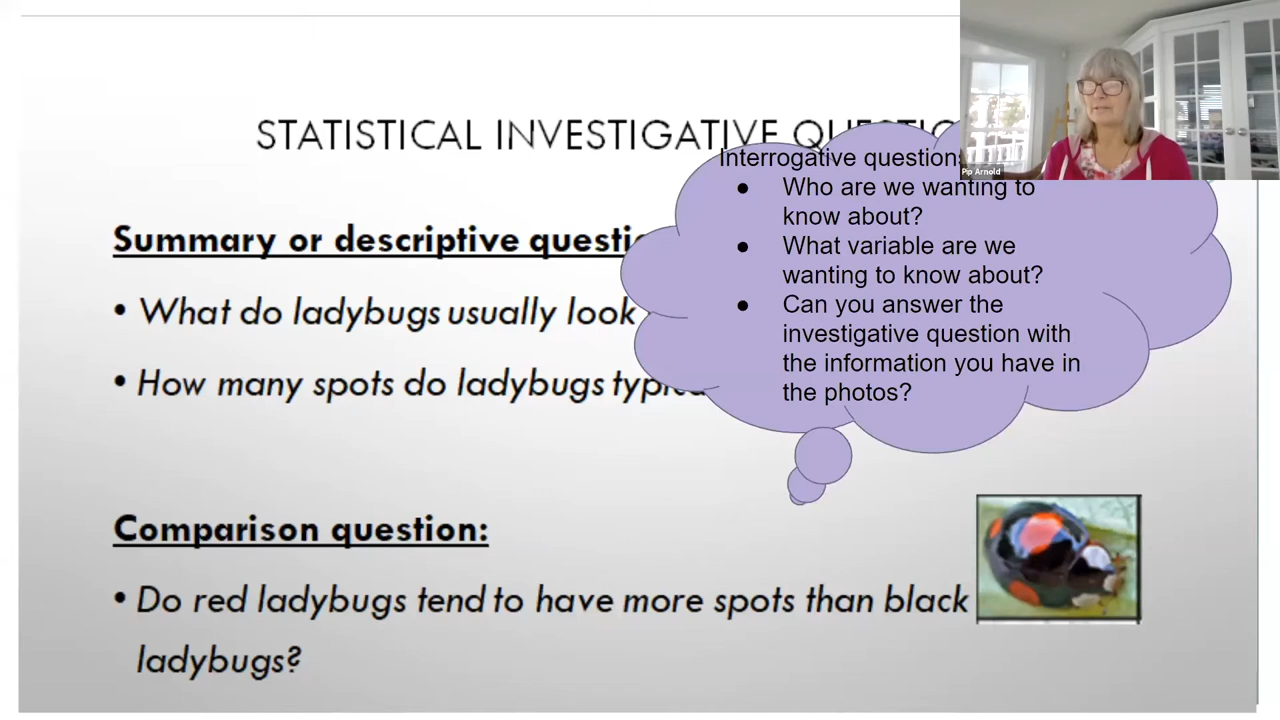 STATISTICAL INVESTIGATIVE
Interrogative questions
Pip Arnold
• Who are we wanting to
know about?
• What variable are we
wanting to know about?
• Can you answer the
investigative question with
the information you have in
the photos?
Summary or descriptive
• What do ladybugs usually look
• How many spots do ladybugs
Comparison question:
• Do red ladybugs tend to have more spots than black
ladybugs?